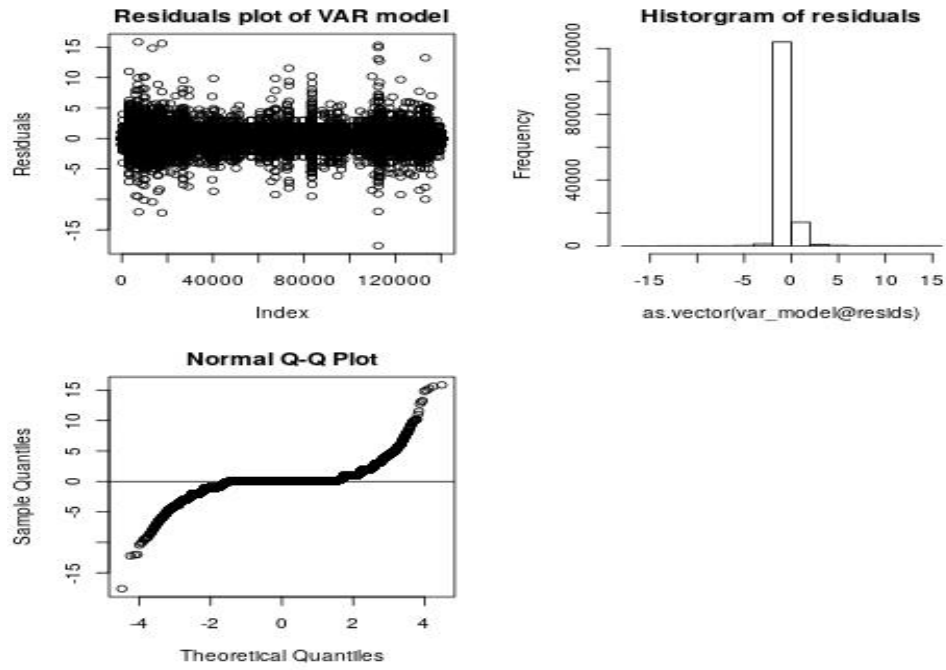 Residuals plot of VAR model
Residuals
15
10
5
0
-5
-15
0 40000 80000 120000
Index
Historgram of residuals
Frequency
120000
80000
40000
0
-15 -5 0 5 10 15
as.vector(var_model@resids)
Normal Q-Q Plot
Sample Quantiles
15
10
5
0
-5
-15
-4 -2 0 2 4
Theoretical Quantiles